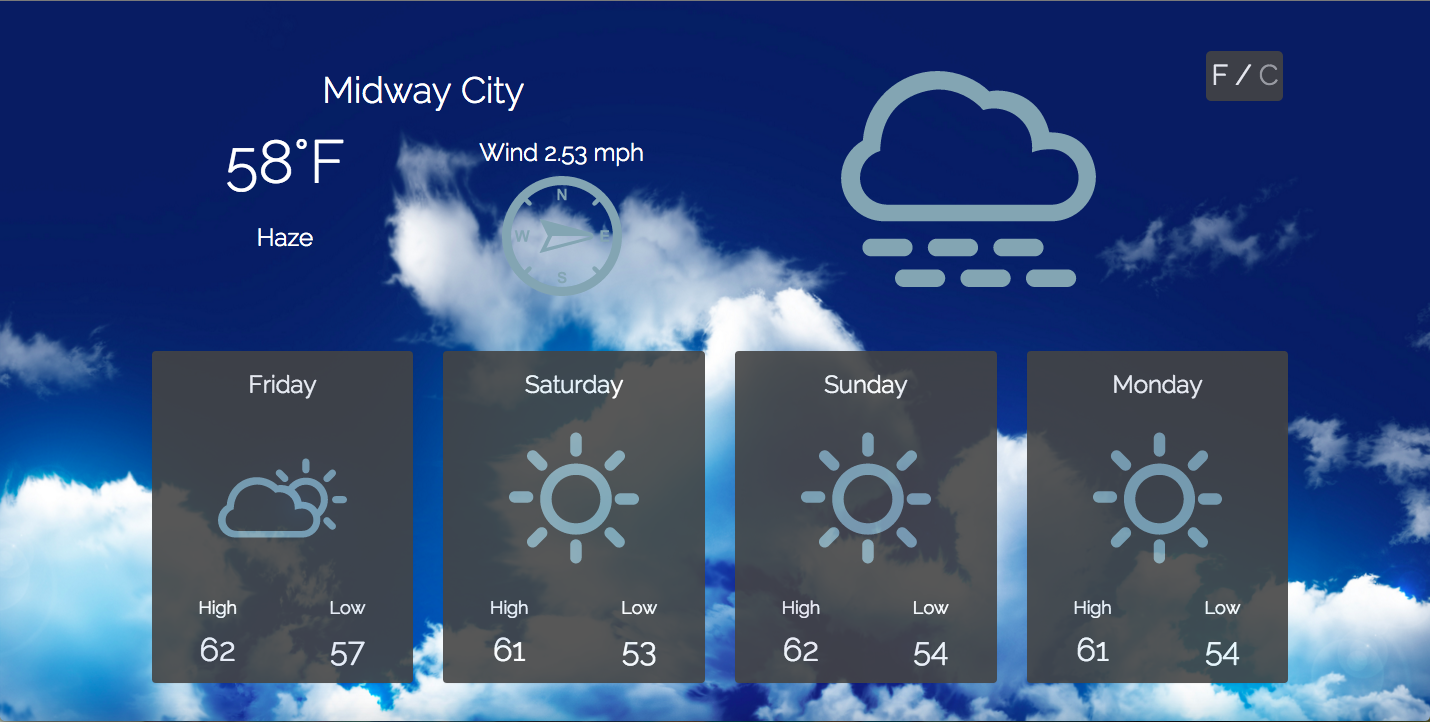 F / C
Midway City
58°F
Wind 2.53 mph
Haze
N
W E
S
Friday
High Low
62 57
Saturday
High Low
61 53
Sunday
High Low
62 54
Monday
High Low
61 54